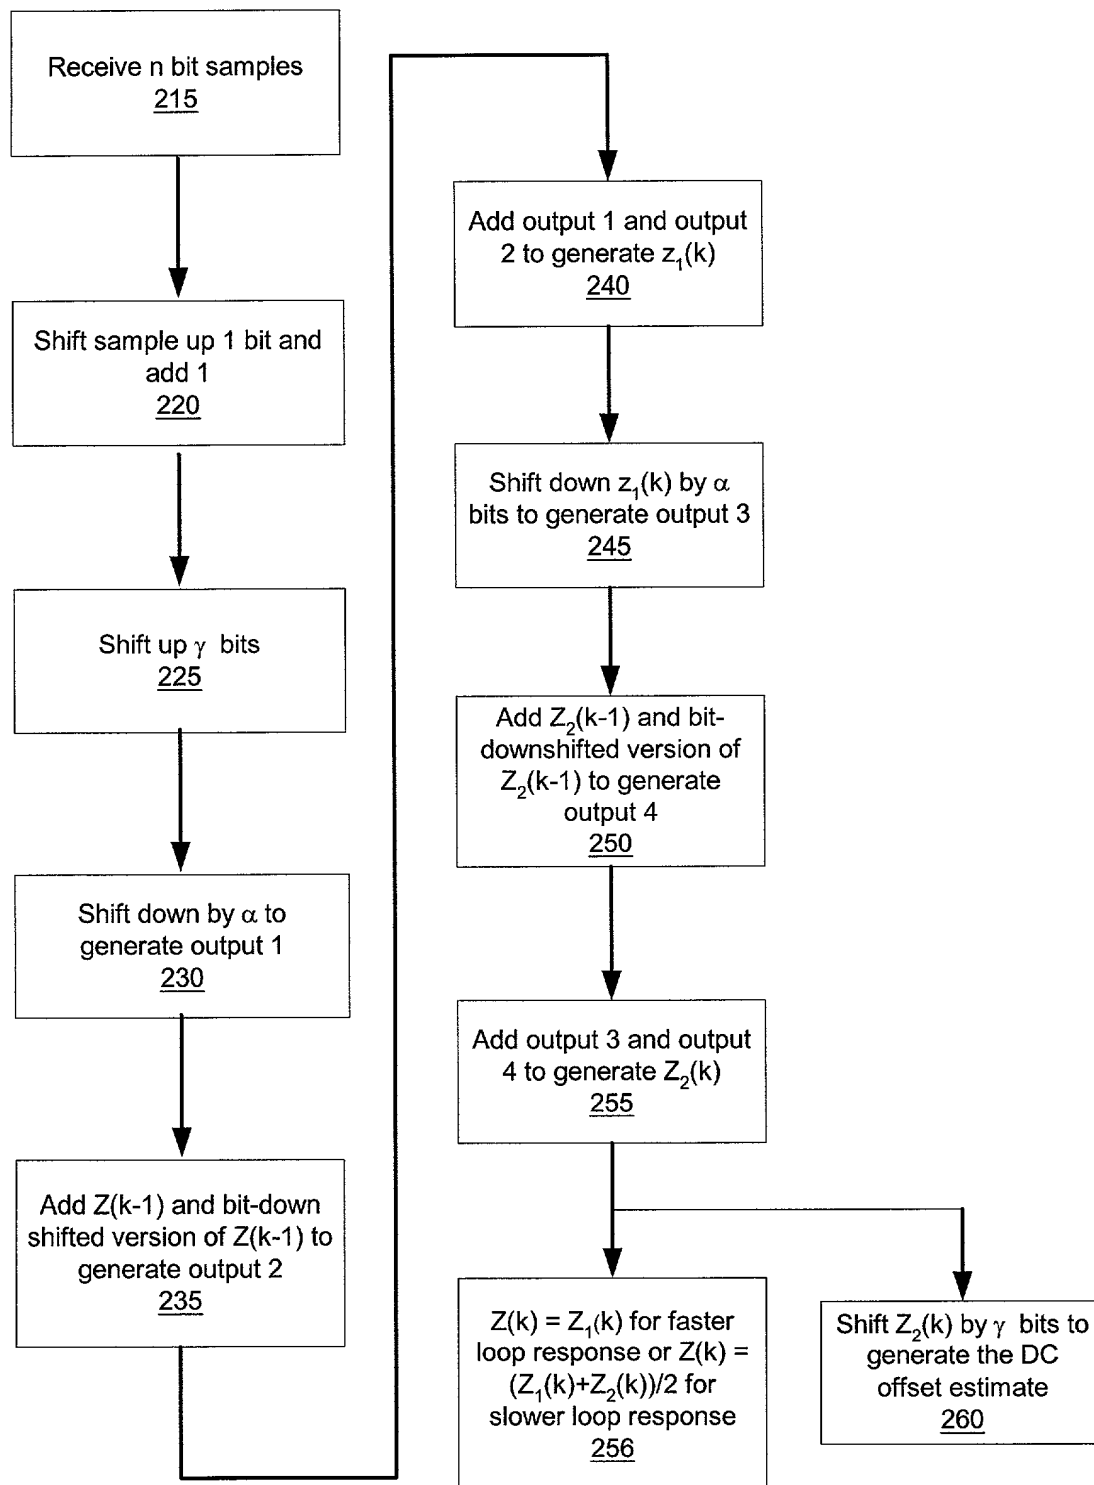 Receive n bit samples
215
Shift sample up 1 bit and
add 1
220
Shift up γ bits
225
Shift down by α to
generate output 1
230
Add Z(k-1) and bit-down
shifted version of Z(k-1) to
generate output 2
235
Add output 1 and output
2 to generate z₁(k)
240
Shift down z₁(k) by α
bits to generate output 3
245
Add Z₂(k-1) and bit-
downshifted version of
Z₂(k-1) to generate
output 4
250
Add output 3 and output
4 to generate Z₂(k)
255
Z(k) = Z₁(k) for faster
loop response or Z(k) =
(Z₁(k)+Z₂(k))/2 for
slower loop response
256
Shift Z₂(k) by γ bits to
generate the DC
offset estimate
260